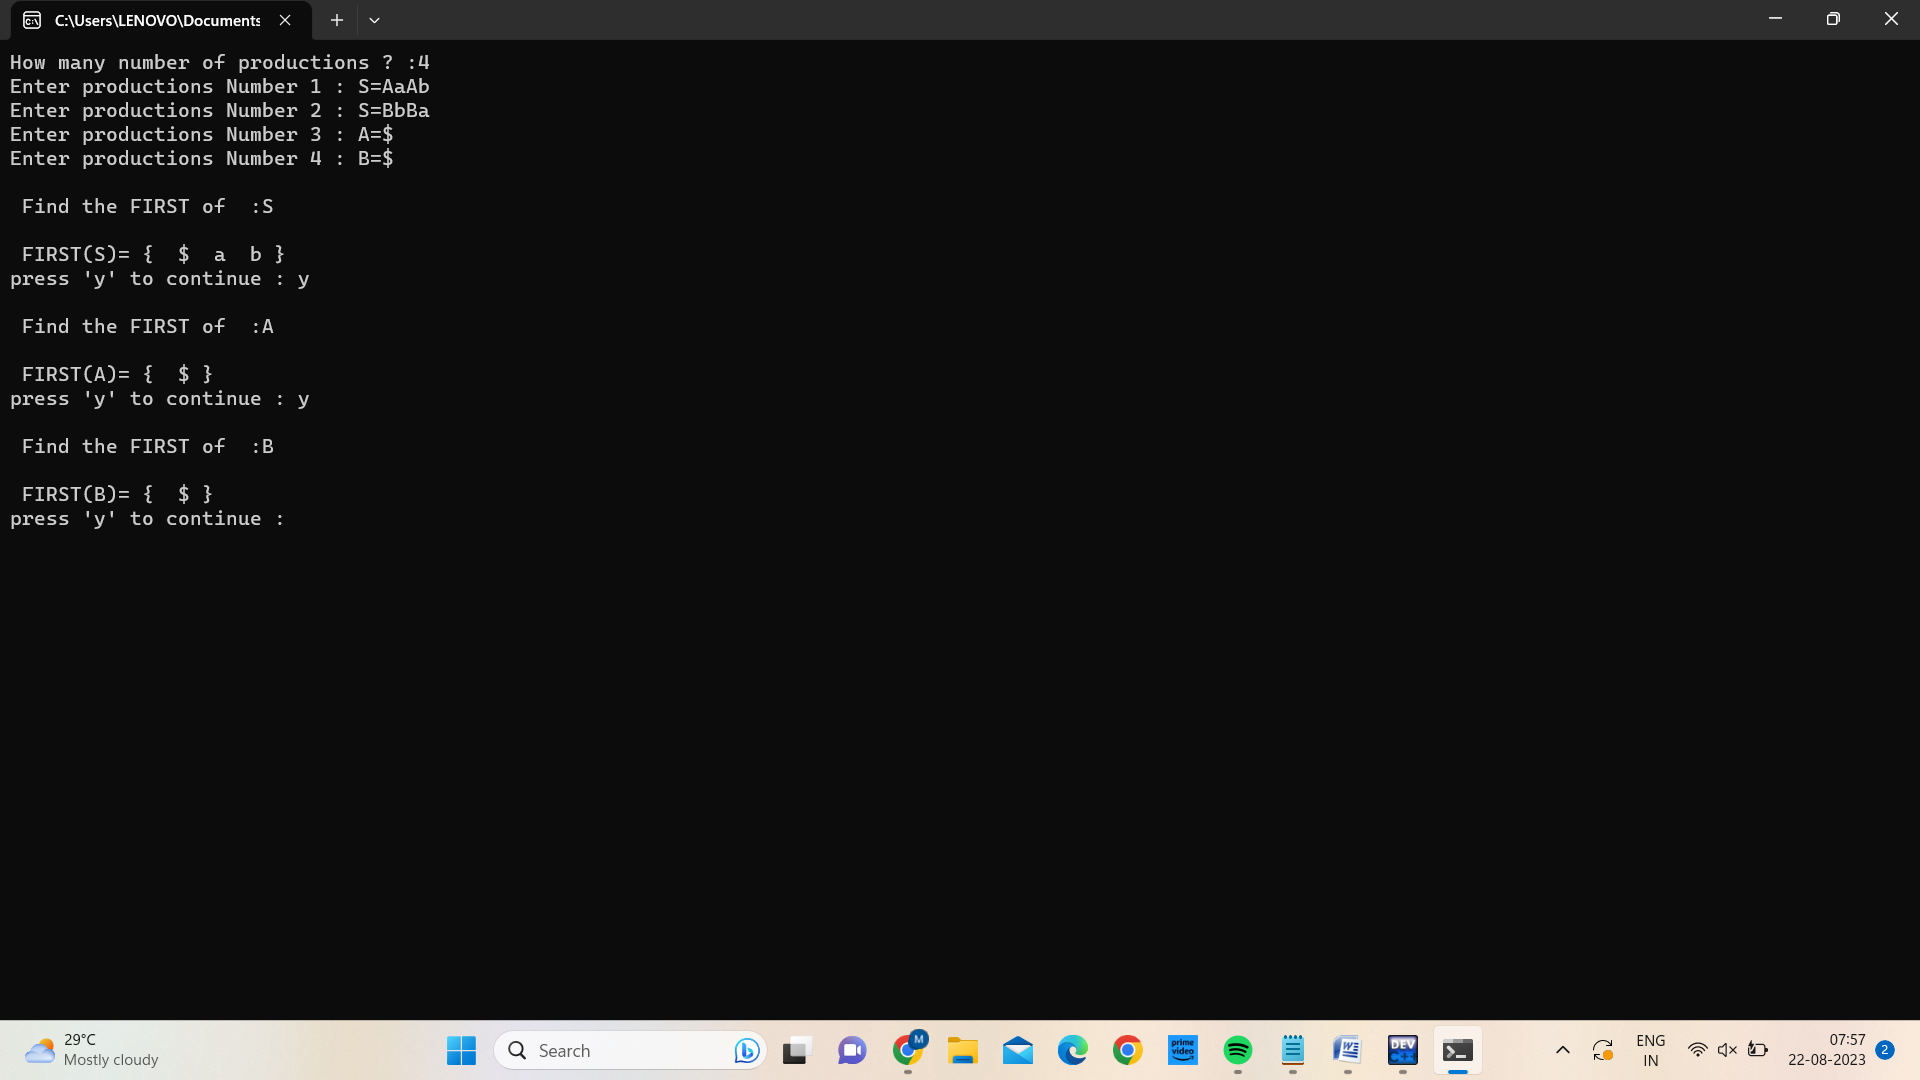 C:\Users\LENOVO\Documents
How many number of productions ? :4
Enter productions Number 1 : S=AaAb
Enter productions Number 2 : S=BbBa
Enter productions Number 3 : A=$
Enter productions Number 4 : B=$
Find the FIRST of  :S
FIRST(S)= {  $  a  b }
press 'y' to continue : y
Find the FIRST of  :A
FIRST(A)= {  $ }
press 'y' to continue : y
Find the FIRST of  :B
FIRST(B)= {  $ }
press 'y' to continue :
29°C
Mostly cloudy
Search
M
prime video
DEV C++
ENG
IN
07:57
22-08-2023
2